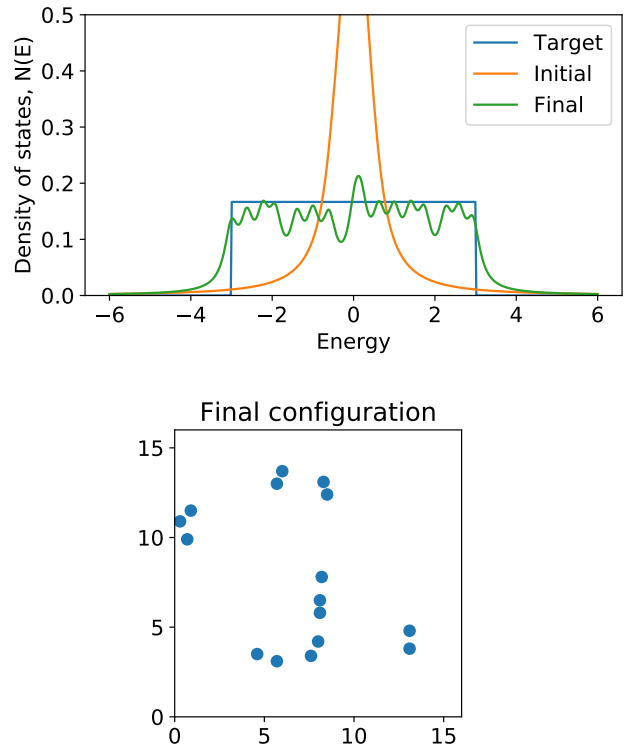 0.5
0.4
0.3
0.2
0.1
0.0
Density of states, N(E)
Target
Initial
Final
−6 −4 −2 0 2 4 6
Energy
Final configuration
15
10
5
0
0 5 10 15